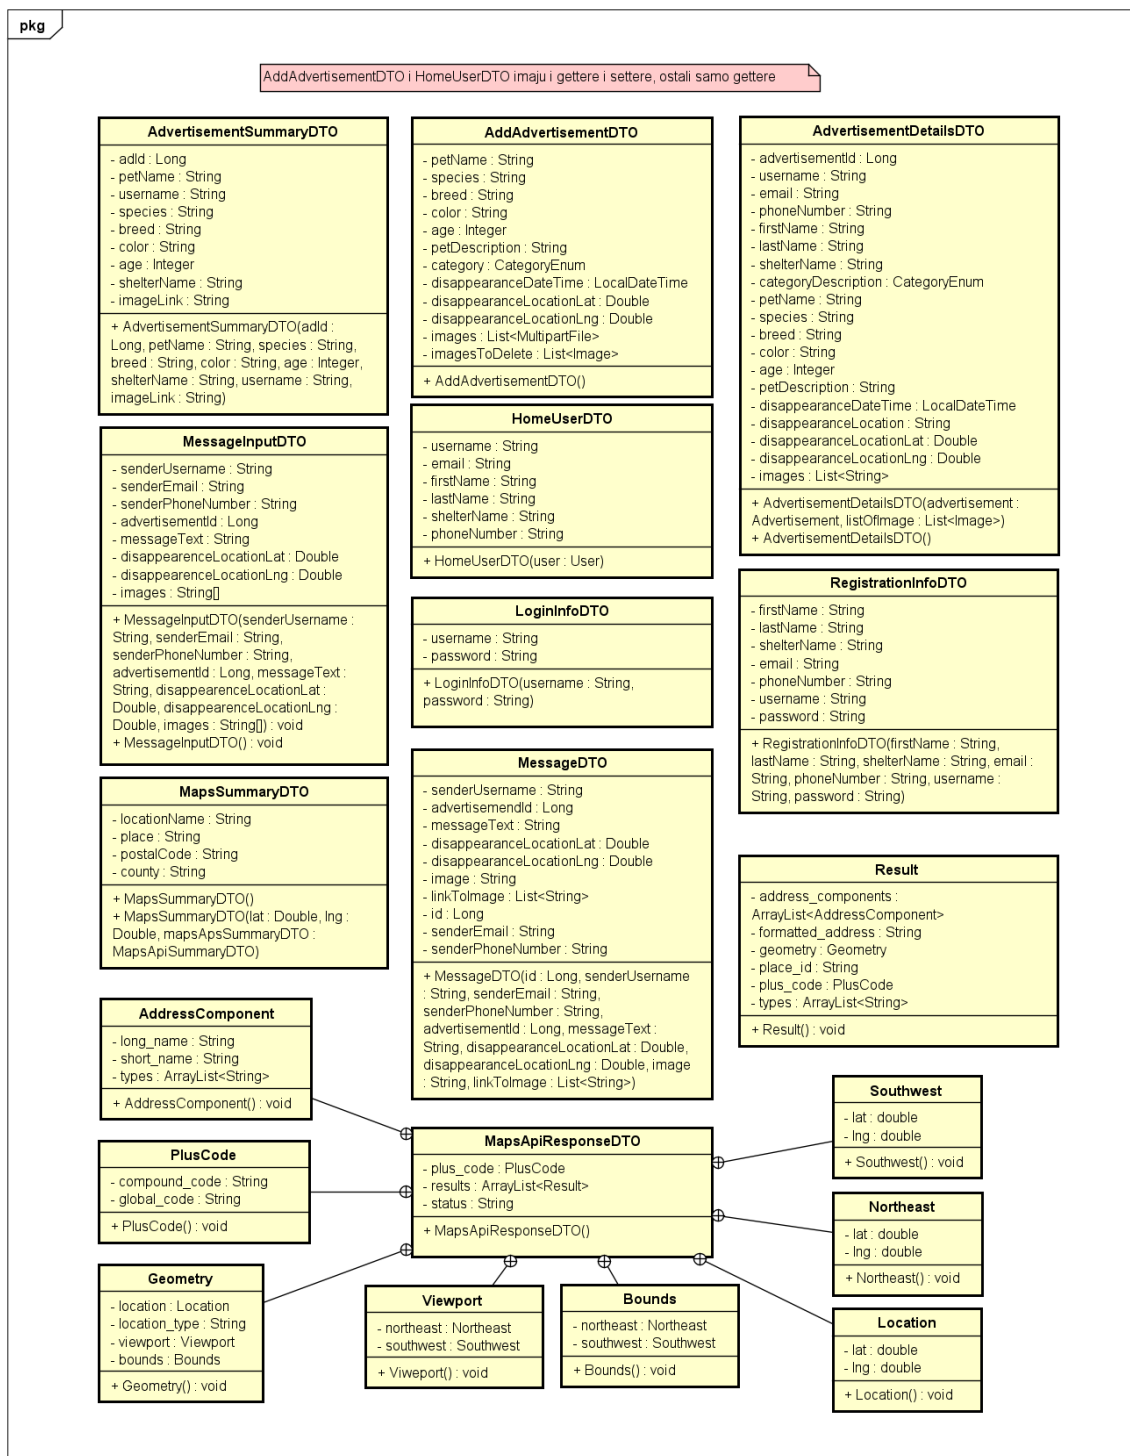 pkg
AddAdvertisementDTO i HomeUserDTO imaju i gettere i settere, ostali samo gettere
AdvertisementSummaryDTO
- adId : Long
- petName : String
- username : String
- species : String
- breed : String
- color : String
- age : Integer
- shelterName : String
- imageLink : String
+ AdvertisementSummaryDTO(adId :
Long, petName : String, species : String,
breed : String, color : String, age : Integer,
shelterName : String, username : String,
imageLink : String)
AddAdvertisementDTO
- petName : String
- species : String
- breed : String
- color : String
- age : Integer
- petDescription : String
- category : CategoryEnum
- disappearanceDateTime : LocalDateTime
- disappearanceLocationLat : Double
- disappearanceLocationLng : Double
- images : List<MultipartFile>
- imagesToDelete : List<Image>
+ AddAdvertisementDTO()
AdvertisementDetailsDTO
- advertisementId : Long
- username : String
- email : String
- phoneNumber : String
- firstName : String
- lastName : String
- shelterName : String
- categoryDescription : CategoryEnum
- petName : String
- species : String
- breed : String
- color : String
- age : Integer
- petDescription : String
- disappearanceDateTime : LocalDateTime
- disappearanceLocation : String
- disappearanceLocationLat : Double
- disappearanceLocationLng : Double
- images : List<String>
+ AdvertisementDetailsDTO(advertisement :
Advertisement, listOfImage : List<Image>)
+ AdvertisementDetailsDTO()
MessageInputDTO
- senderUsername : String
- senderEmail : String
- senderPhoneNumber : String
- advertisementId : Long
- messageText : String
- disappearenceLocationLat : Double
- disappearenceLocationLng : Double
- images : String[]
+ MessageInputDTO(senderUsername :
String, senderEmail : String,
senderPhoneNumber : String,
advertisementId : Long, messageText :
String, disappearenceLocationLat :
Double, disappearenceLocationLng :
Double, images : String[]) : void
+ MessageInputDTO() : void
HomeUserDTO
- username : String
- email : String
- firstName : String
- lastName : String
- shelterName : String
- phoneNumber : String
+ HomeUserDTO(user : User)
LoginInfoDTO
- username : String
- password : String
+ LoginInfoDTO(username : String,
password : String)
RegistrationInfoDTO
- firstName : String
- lastName : String
- shelterName : String
- email : String
- phoneNumber : String
- username : String
- password : String
+ RegistrationInfoDTO(firstName : String,
lastName : String, shelterName : String, email :
String, phoneNumber : String, username :
String, password : String)
MapsSummaryDTO
- locationName : String
- place : String
- postalCode : String
- county : String
+ MapsSummaryDTO()
+ MapsSummaryDTO(lat : Double, lng :
Double, mapsApsSummaryDTO :
MapsApiSummaryDTO)
MessageDTO
- senderUsername : String
- advertisemendId : Long
- messageText : String
- disappearanceLocationLat : Double
- disappearanceLocationLng : Double
- image : String
- linkToImage : List<String>
- id : Long
- senderEmail : String
- senderPhoneNumber : String
+ MessageDTO(id : Long, senderUsername
: String, senderEmail : String,
senderPhoneNumber : String,
advertisementId : Long, messageText :
String, disappearanceLocationLat : Double,
disappearanceLocationLng : Double, image
: String, linkToImage : List<String>)
Result
- address_components :
ArrayList<AddressComponent>
- formatted_address : String
- geometry : Geometry
- place_id : String
- plus_code : PlusCode
- types : ArrayList<String>
+ Result() : void
AddressComponent
- long_name : String
- short_name : String
- types : ArrayList<String>
+ AddressComponent() : void
PlusCode
- compound_code : String
- global_code : String
+ PlusCode() : void
MapsApiResponseDTO
- plus_code : PlusCode
- results : ArrayList<Result>
- status : String
+ MapsApiResponseDTO()
Southwest
- lat : double
- lng : double
+ Southwest() : void
Northeast
- lat : double
- lng : double
+ Northeast() : void
Geometry
- location : Location
- location_type : String
- viewport : Viewport
- bounds : Bounds
+ Geometry() : void
Viewport
- northeast : Northeast
- southwest : Southwest
+ Viweport() : void
Bounds
- northeast : Northeast
- southwest : Southwest
+ Bounds() : void
Location
- lat : double
- lng : double
+ Location() : void